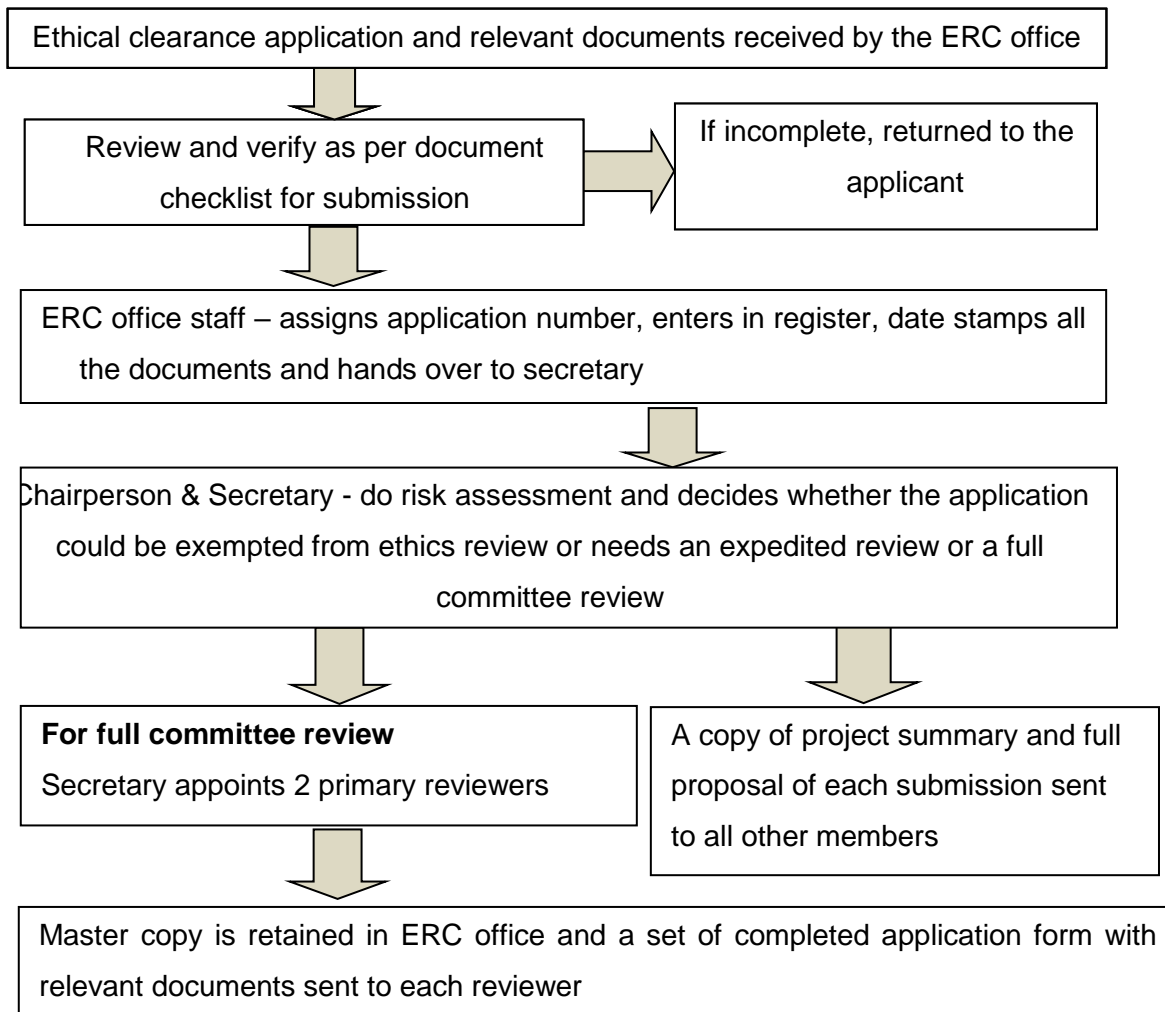 Ethical clearance application and relevant documents received by the ERC office
Review and verify as per document
checklist for submission
If incomplete, returned to the
applicant
ERC office staff – assigns application number, enters in register, date stamps all
the documents and hands over to secretary
Chairperson & Secretary - do risk assessment and decides whether the application
could be exempted from ethics review or needs an expedited review or a full
committee review
For full committee review
Secretary appoints 2 primary reviewers
A copy of project summary and full
proposal of each submission sent
to all other members
Master copy is retained in ERC office and a set of completed application form with
relevant documents sent to each reviewer